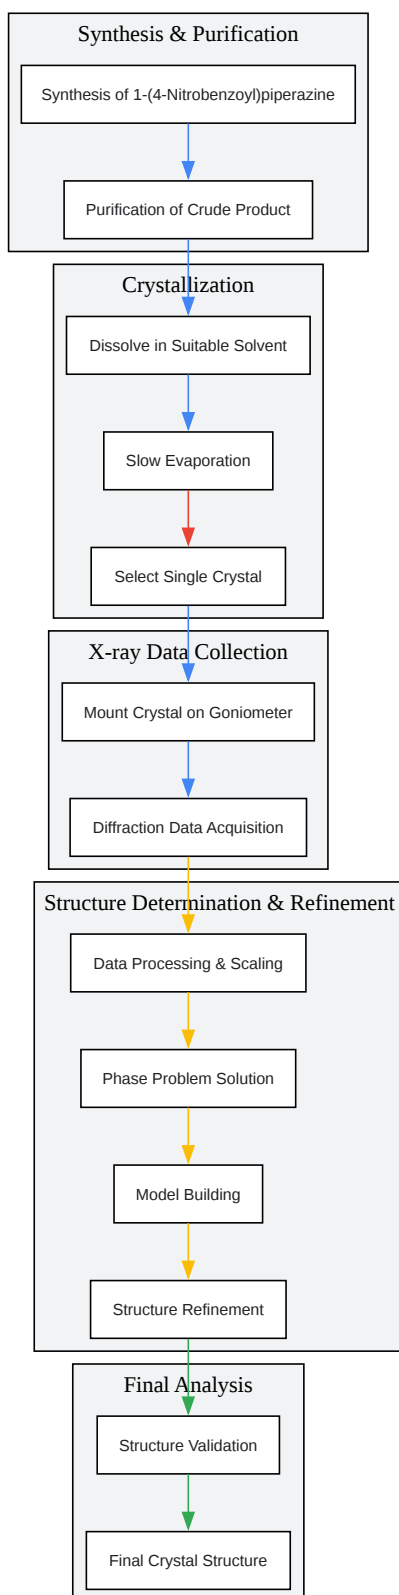 Synthesis & Purification
Synthesis of 1-(4-Nitrobenzoyl)piperazine
Purification of Crude Product
Crystallization
Dissolve in Suitable Solvent
Slow Evaporation
Select Single Crystal
X-ray Data Collection
Mount Crystal on Goniometer
Diffraction Data Acquisition
Structure Determination & Refinement
Data Processing & Scaling
Phase Problem Solution
Model Building
Structure Refinement
Final Analysis
Structure Validation
Final Crystal Structure